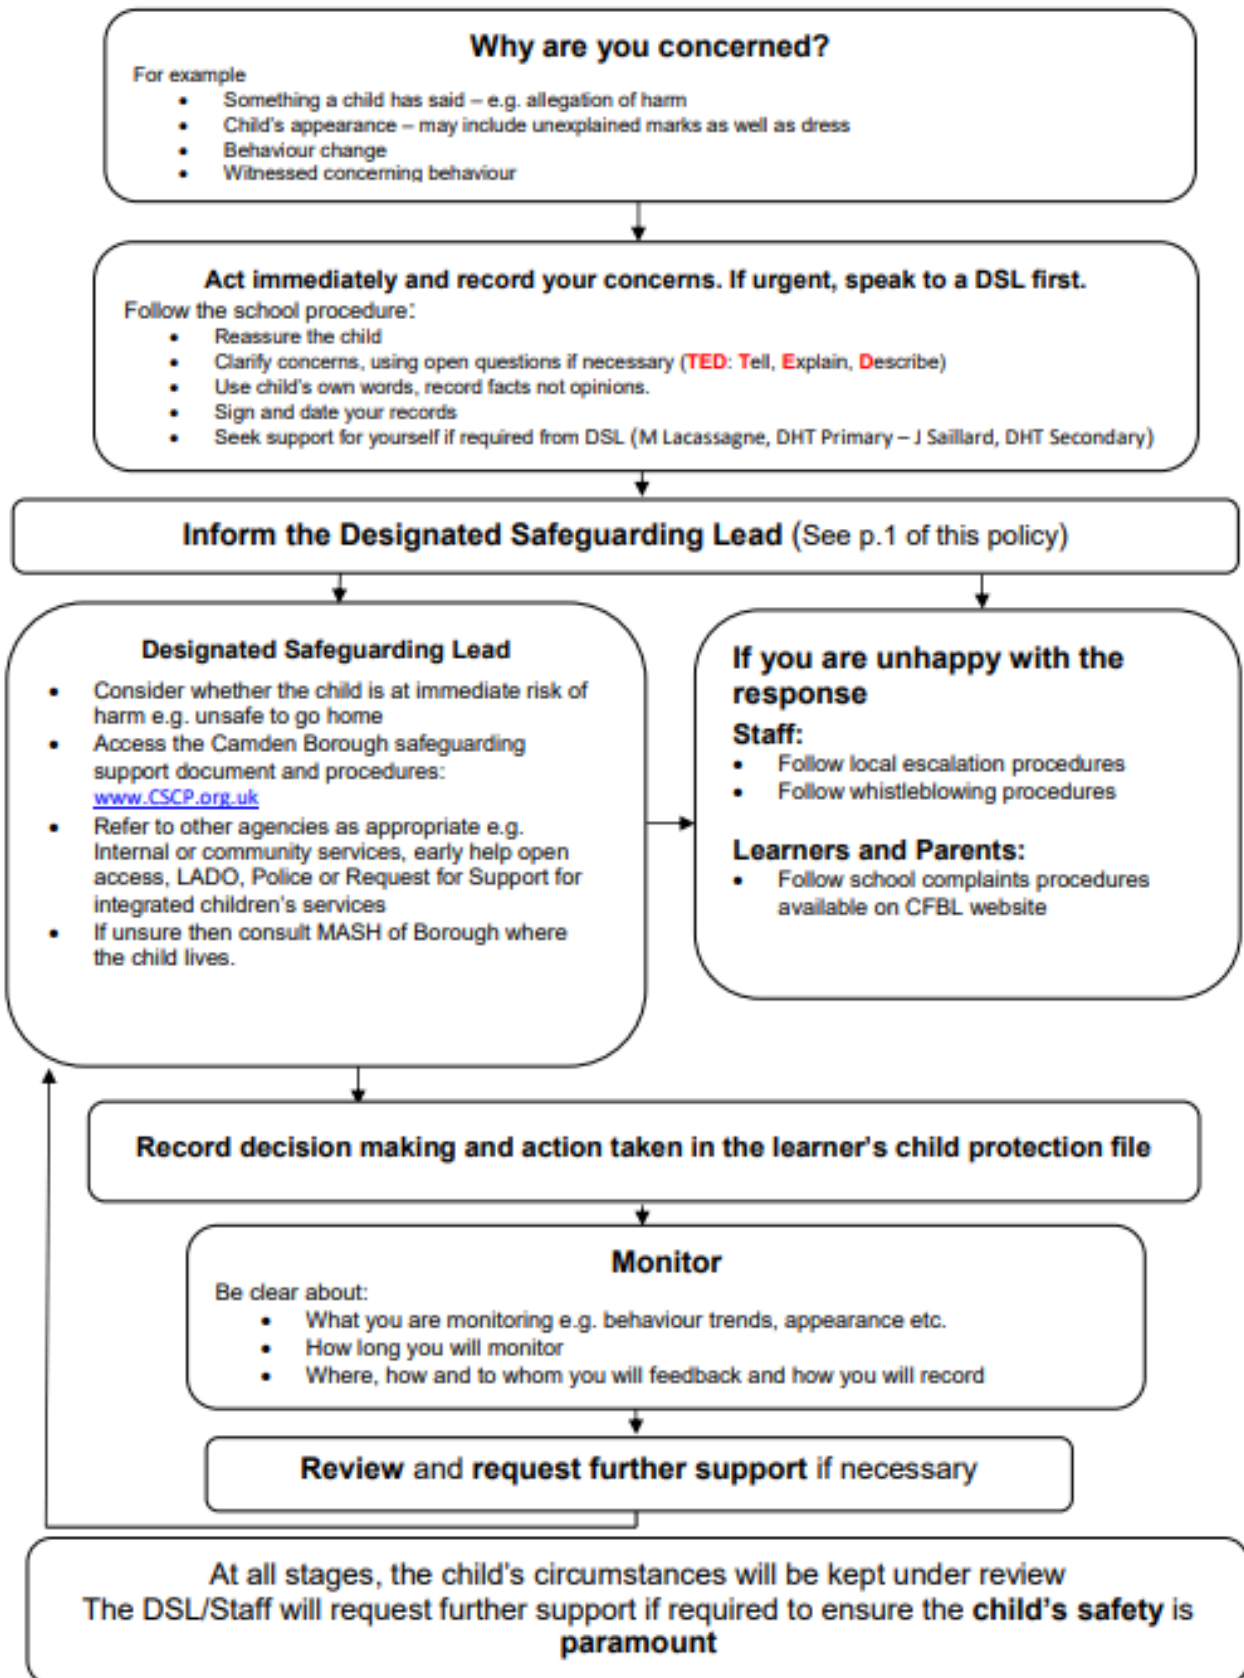 Why are you concerned?
For example
• Something a child has said – e.g. allegation of harm
• Child's appearance – may include unexplained marks as well as dress
• Behaviour change
• Witnessed concerning behaviour
Act immediately and record your concerns. If urgent, speak to a DSL first.
Follow the school procedure:
• Reassure the child
• Clarify concerns, using open questions if necessary (TED: Tell, Explain, Describe)
• Use child's own words, record facts not opinions.
• Sign and date your records
• Seek support for yourself if required from DSL (M Lacassagne, DHT Primary – J Saillard, DHT Secondary)
Inform the Designated Safeguarding Lead (See p.1 of this policy)
Designated Safeguarding Lead
• Consider whether the child is at immediate risk of
harm e.g. unsafe to go home
• Access the Camden Borough safeguarding
support document and procedures:
www.CSCP.org.uk
• Refer to other agencies as appropriate e.g.
Internal or community services, early help open
access, LADO, Police or Request for Support for
integrated children's services
• If unsure then consult MASH of Borough where
the child lives.
If you are unhappy with the
response
Staff:
• Follow local escalation procedures
• Follow whistleblowing procedures
Learners and Parents:
• Follow school complaints procedures
available on CFBL website
Record decision making and action taken in the learner's child protection file
Monitor
Be clear about:
• What you are monitoring e.g. behaviour trends, appearance etc.
• How long you will monitor
• Where, how and to whom you will feedback and how you will record
Review and request further support if necessary
At all stages, the child's circumstances will be kept under review
The DSL/Staff will request further support if required to ensure the child's safety is
paramount